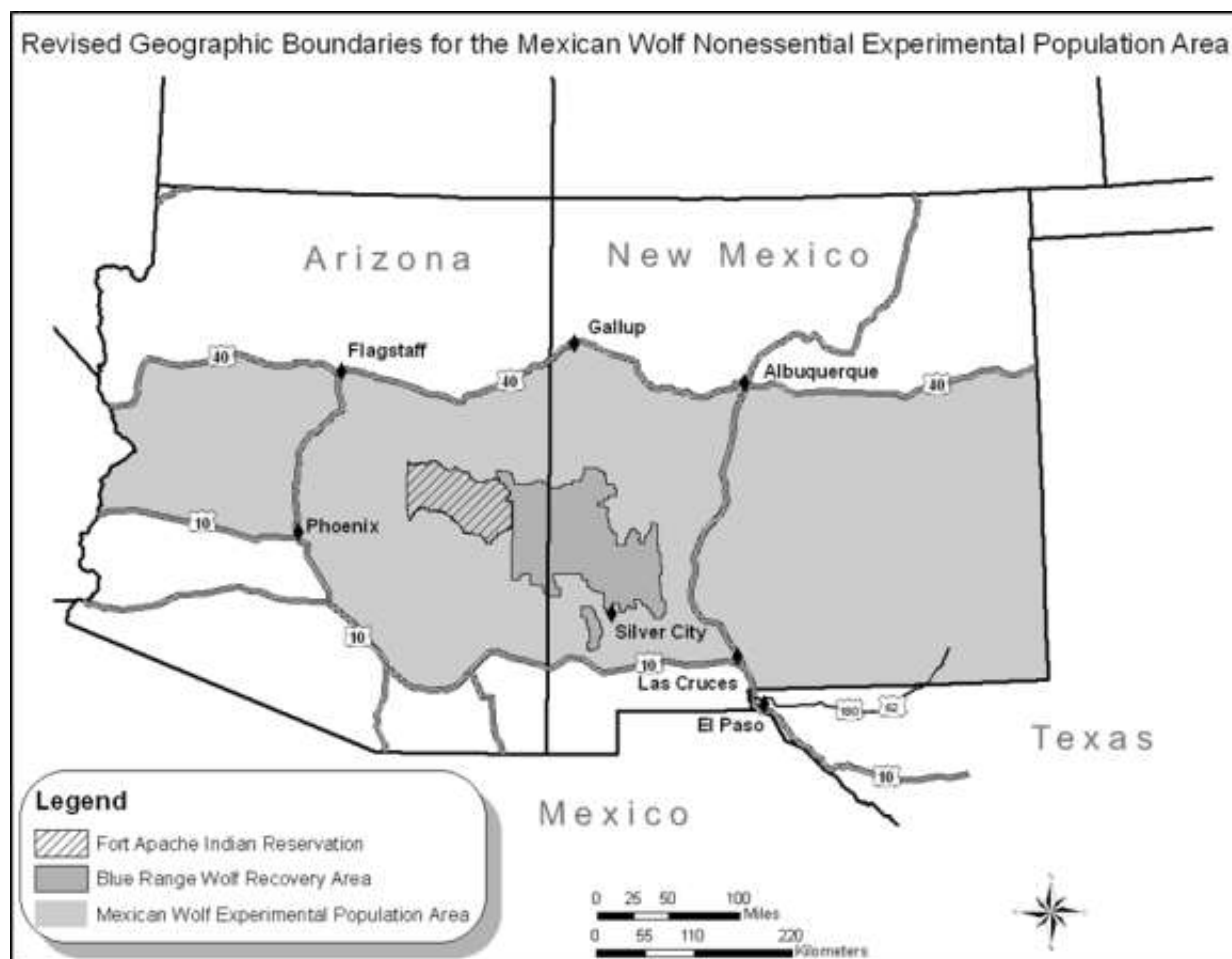 Revised Geographic Boundaries for the Mexican Wolf Nonessential Experimental Population Area
Arizona
New Mexico
Gallup
Flagstaff
40
40
Albuquerque
40
10
Phoenix
Silver City
10
10
Las Cruces
180
62
El Paso
Texas
10
Mexico
Legend
Fort Apache Indian Reservation
Blue Range Wolf Recovery Area
Mexican Wolf Experimental Population Area
0 25 50 100
Miles
0 55 110 220
Kilometers